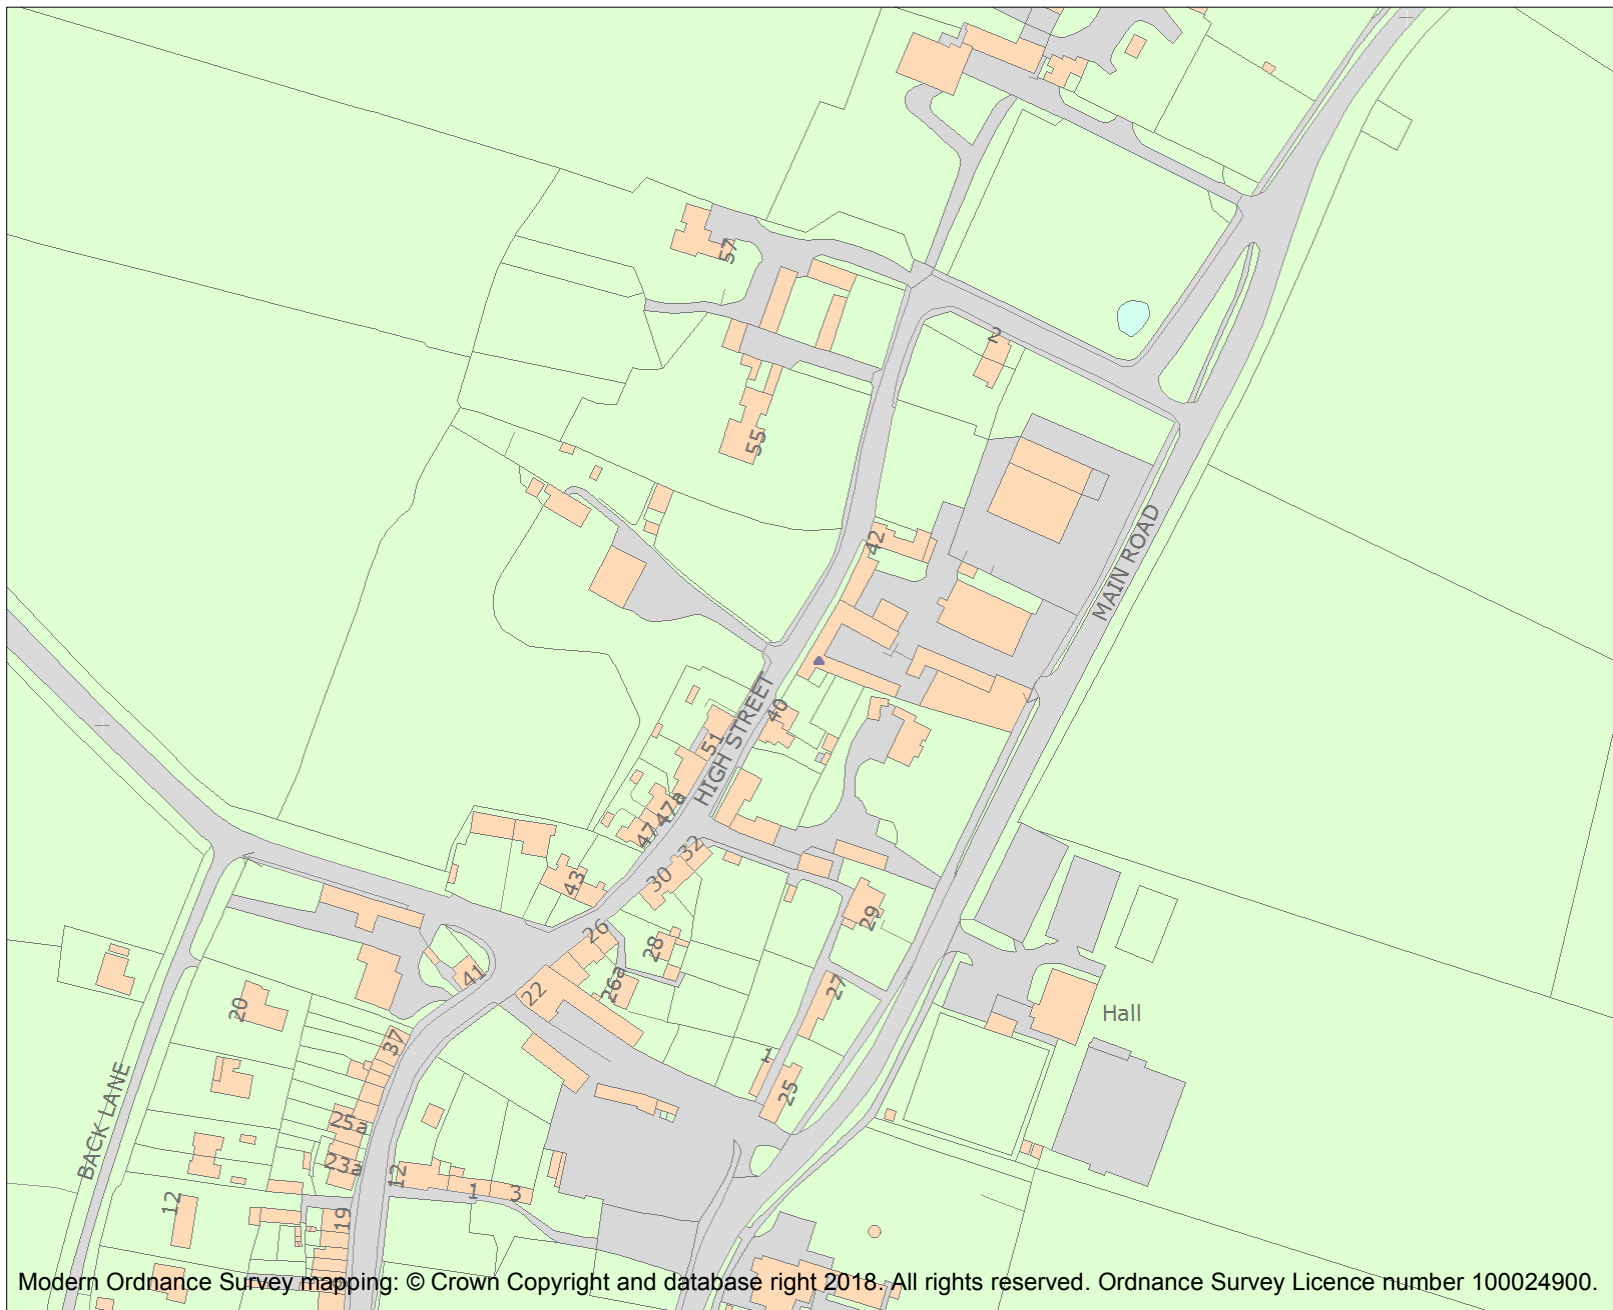 57
2
55
42
MAIN ROAD
HIGH STREET
40
51
47a
47
32
30
43
29
26
28
41
22
26a
27
20
Hall
37
1
25
BACK LANE
25a
23a
12
1
3
12
19
Modern Ordnance Survey mapping: © Crown Copyright and database right 2018. All rights reserved. Ordnance Survey Licence number 100024900.